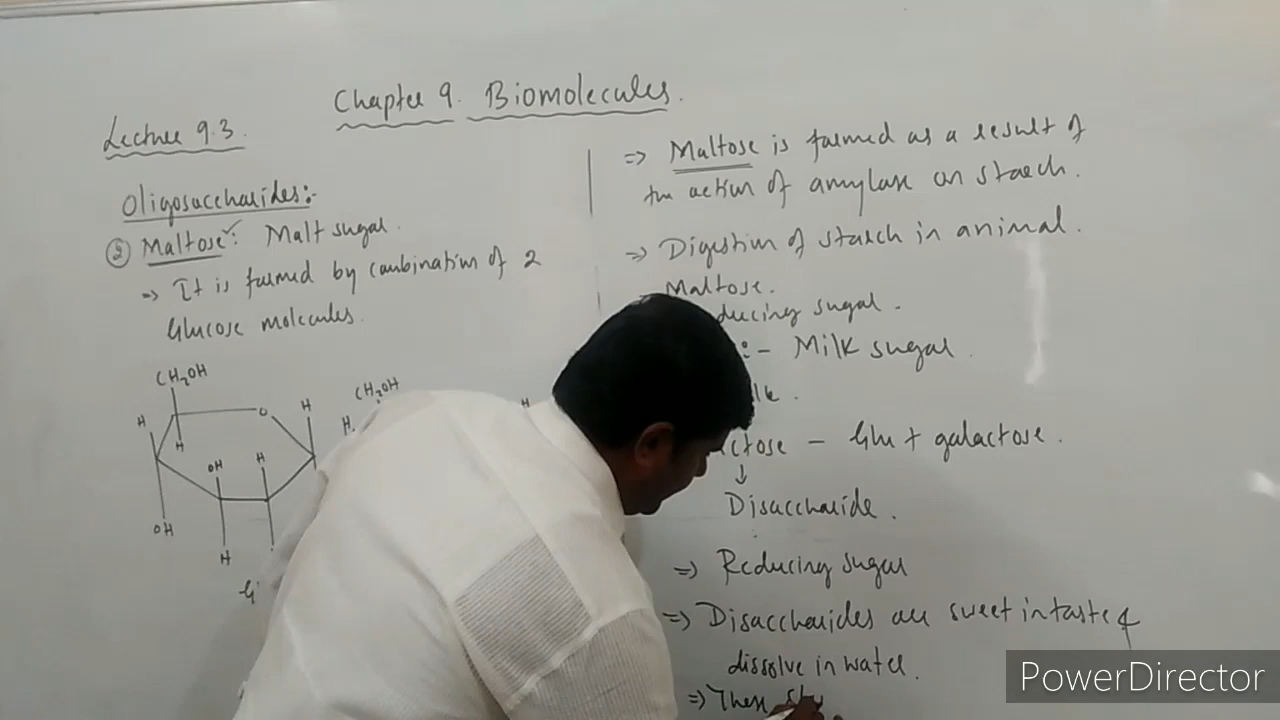 Chapter 9. Biomolecules.
Lecture 9.3.
Oligosaccharides:-
② Maltose: Malt sugar.
⇒ It is formed by combination of 2
Glucose molecules.
CH₂OH
H
O
H
H
OH
H
OH
H
CH₂OH
H
H
⇒ Maltose is formed as a result of
the action of amylase on starch.
⇒ Digestion of starch in animal.
Maltose.
ducing sugar.
:- Milk sugar.
lk.
ctose - Glu + galactose.
↓
Disaccharide.
⇒ Reducing sugar
⇒ Disaccharides are sweet in taste &
dissolve in water.
⇒ These
PowerDirector